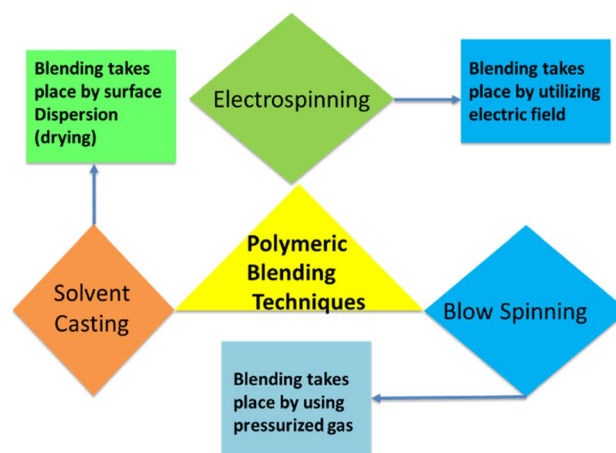 Blending takes
place by surface
Dispersion
(drying)
Electrospinning
Blending takes
place by utilizing
electric field
Polymeric
Blending
Techniques
Solvent
Casting
Blow Spinning
Blending takes
place by using
pressurized gas